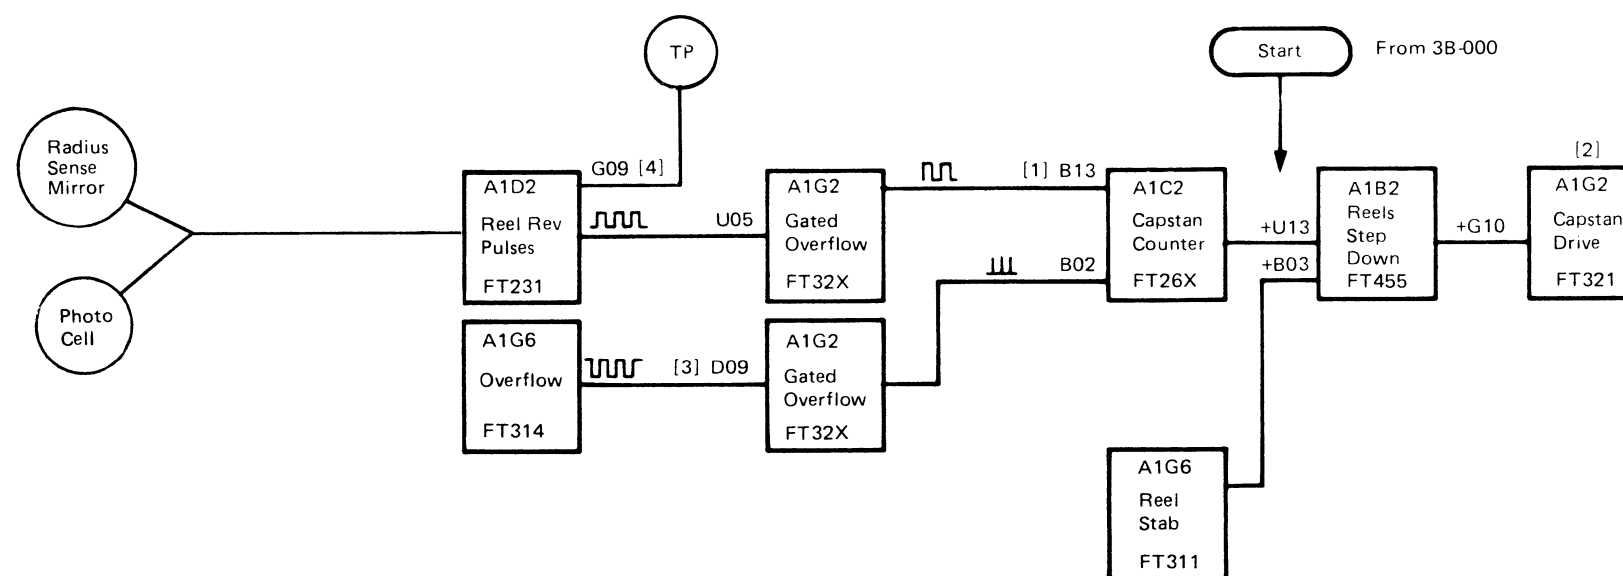 TP
Start
From 3B-000
Radius
Sense
Mirror
Photo
Cell
G09 [4]
A1D2
Reel Rev
Pulses
FT231
U05
A1G2
Gated
Overflow
FT32X
[1] B13
B02
A1C2
Capstan
Counter
FT26X
+U13
+B03
A1B2
Reels
Step
Down
FT455
+G10
[2]
A1G2
Capstan
Drive
FT321
A1G6
Overflow
FT314
[3] D09
A1G2
Gated
Overflow
FT32X
A1G6
Reel
Stab
FT311